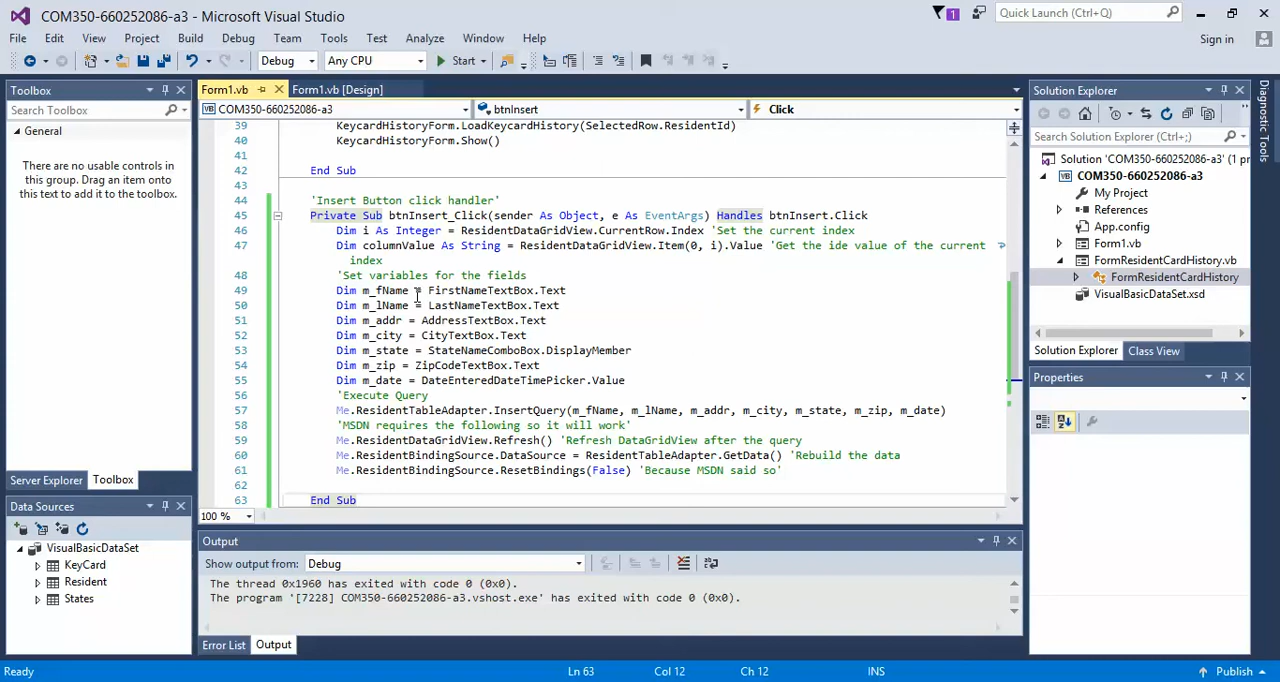 COM350-660252086-a3 - Microsoft Visual Studio
1
Quick Launch (Ctrl+Q)
File Edit View Project Build Debug Team Tools Test Analyze Window Help
Sign in
Debug
Any CPU
Start
Toolbox
Search Toolbox
General
There are no usable controls in
this group. Drag an item onto
this text to add it to the toolbox.
Server Explorer Toolbox
Data Sources
VisualBasicDataSet
KeyCard
Resident
States
Form1.vb
Form1.vb [Design]
COM350-660252086-a3
btnInsert
Click
39 KeycardHistoryForm.LoadKeycardHistory(SelectedRow.ResidentId)
40 KeycardHistoryForm.Show()
41
42 End Sub
43
44 'Insert Button click handler'
45 Private Sub btnInsert_Click(sender As Object, e As EventArgs) Handles btnInsert.Click
46 Dim i As Integer = ResidentDataGridView.CurrentRow.Index 'Set the current index
47 Dim columnValue As String = ResidentDataGridView.Item(0, i).Value 'Get the ide value of the current
index
48 'Set variables for the fields
49 Dim m_fName = FirstNameTextBox.Text
50 Dim m_lName = LastNameTextBox.Text
51 Dim m_addr = AddressTextBox.Text
52 Dim m_city = CityTextBox.Text
53 Dim m_state = StateNameComboBox.DisplayMember
54 Dim m_zip = ZipCodeTextBox.Text
55 Dim m_date = DateEnteredDateTimePicker.Value
56 'Execute Query
57 Me.ResidentTableAdapter.InsertQuery(m_fName, m_lName, m_addr, m_city, m_state, m_zip, m_date)
58 'MSDN requires the following so it will work'
59 Me.ResidentDataGridView.Refresh() 'Refresh DataGridView after the query
60 Me.ResidentBindingSource.DataSource = ResidentTableAdapter.GetData() 'Rebuild the data
61 Me.ResidentBindingSource.ResetBindings(False) 'Because MSDN said so'
62
63 End Sub
100 %
Output
Show output from: Debug
The thread 0x1960 has exited with code 0 (0x0).
The program '[7228] COM350-660252086-a3.vshost.exe' has exited with code 0 (0x0).
Error List Output
Solution Explorer
Search Solution Explorer (Ctrl+;)
Solution 'COM350-660252086-a3' (1 pr
COM350-660252086-a3
My Project
References
App.config
Form1.vb
FormResidentCardHistory.vb
FormResidentCardHistory
VisualBasicDataSet.xsd
Solution Explorer Class View
Properties
Diagnostic Tools
Ready
Ln 63
Col 12
Ch 12
INS
Publish